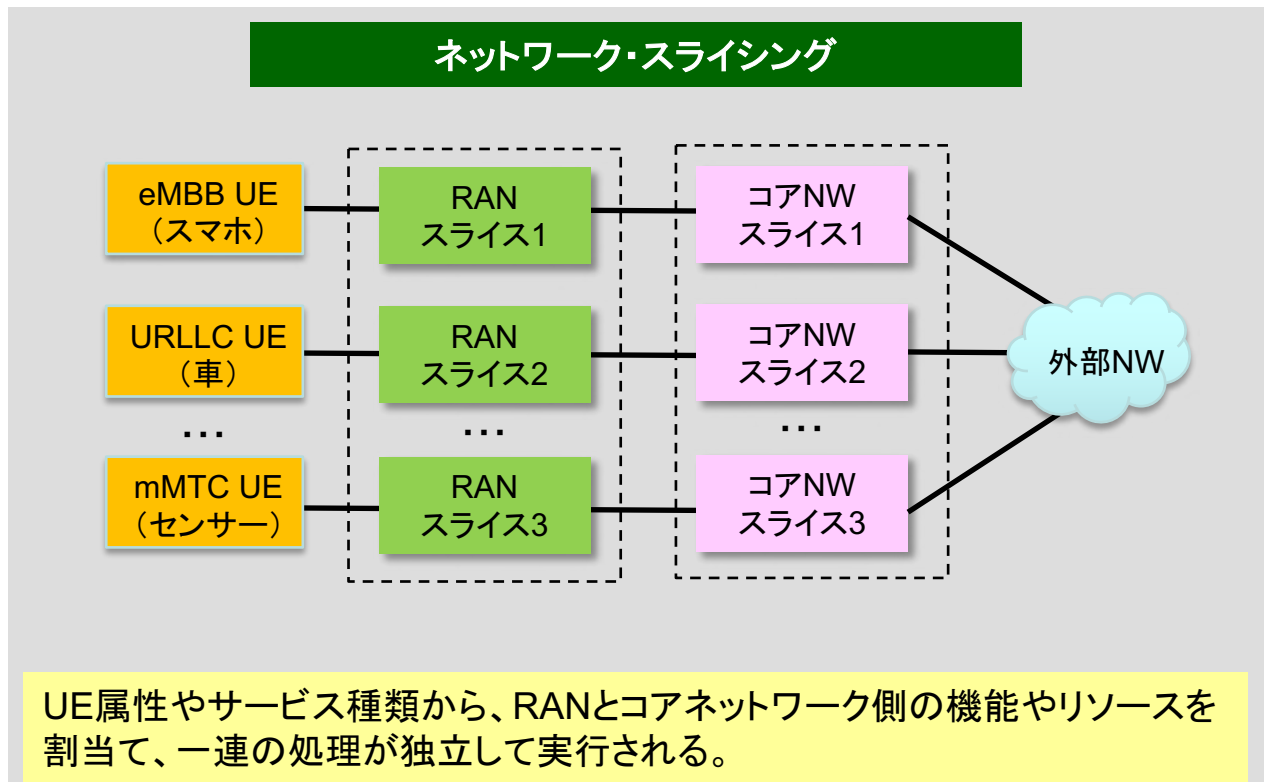 ネットワーク・スライシング
eMBB UE
（スマホ）
RAN
スライス1
コアNW
スライス1
URLLC UE
（車）
RAN
スライス2
コアNW
スライス2
外部NW
...
...
...
mMTC UE
（センサー）
RAN
スライス3
コアNW
スライス3
UE属性やサービス種類から、RANとコアネットワーク側の機能やリソースを
割当て、一連の処理が独立して実行される。